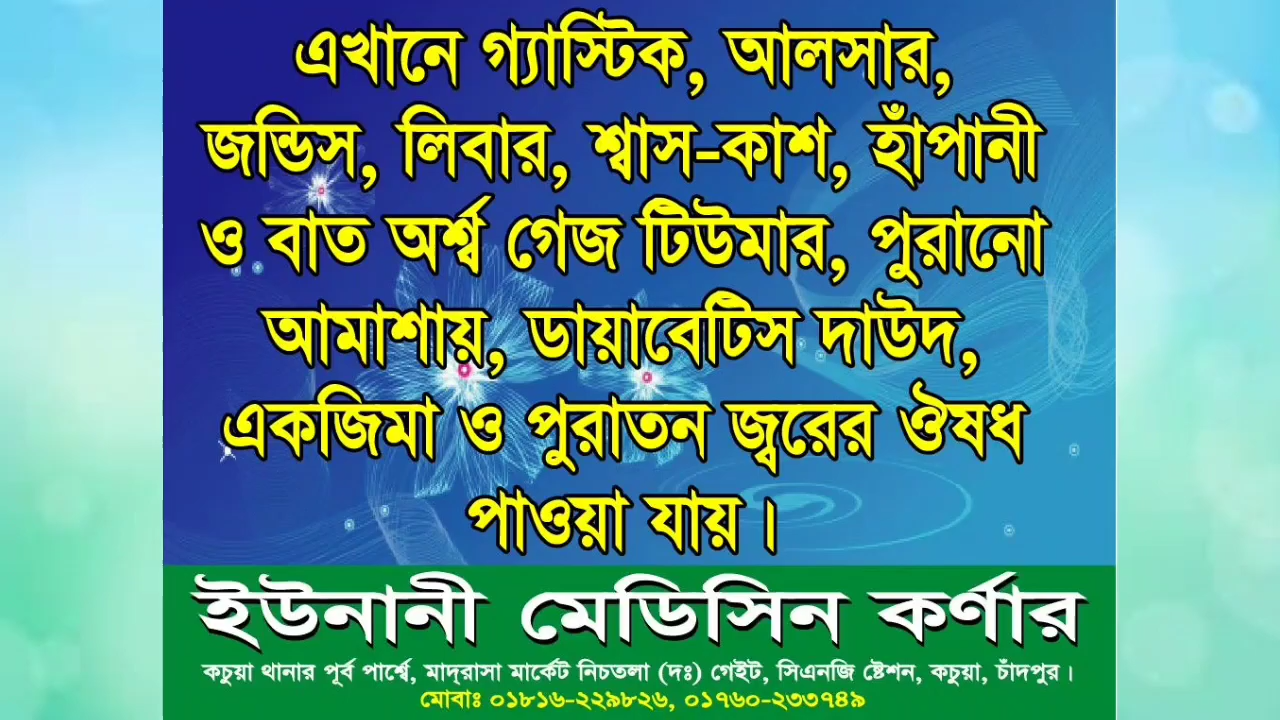 এখানে গ্যাস্টিক, আলসার,
জন্ডিস, লিবার, শ্বাস-কাশ, হাঁপানী
ও বাত অর্শ্ব গেজ টিউমার, পুরানো
আমাশায়, ডায়াবেটিস দাউদ,
একজিমা ও পুরাতন জ্বরের ঔষধ
পাওয়া যায়।
ইউনানী মেডিসিন কর্ণার
কচুয়া থানার পূর্ব পার্শ্বে, মাদ্‌রাসা মার্কেট নিচতলা (দঃ) গেইট, সিএনজি ষ্টেশন, কচুয়া, চাঁদপুর।
মোবাঃ ০১৮১৬-২২৯৮২৬, ০১৭৬০-২৩৩৭৪৯